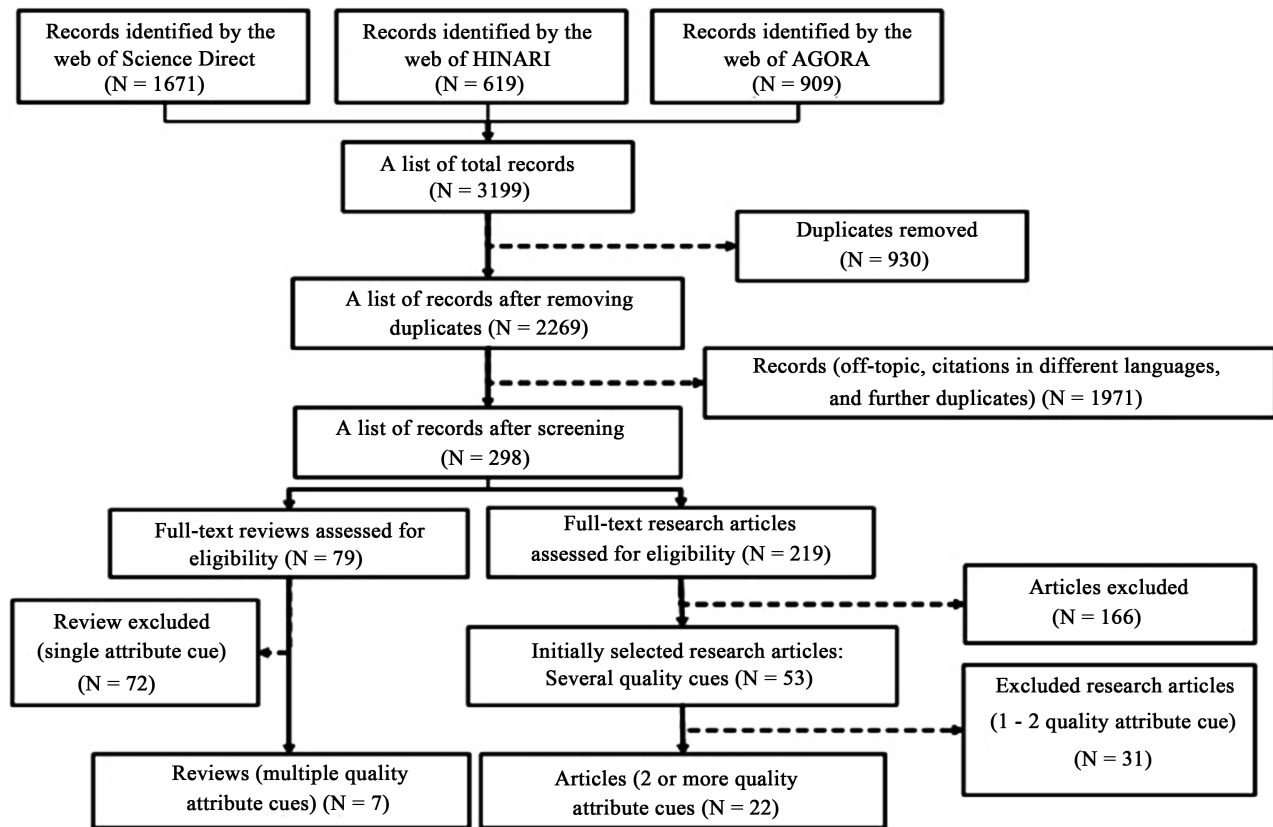 Records identified by the
web of Science Direct
(N = 1671)
Records identified by the
web of HINARI
(N = 619)
Records identified by the
web of AGORA
(N = 909)
A list of total records
(N = 3199)
Duplicates removed
(N = 930)
A list of records after removing
duplicates (N = 2269)
Records (off-topic, citations in different languages,
and further duplicates) (N = 1971)
A list of records after screening
(N = 298)
Full-text reviews assessed for
eligibility (N = 79)
Full-text research articles
assessed for eligibility (N = 219)
Review excluded
(single attribute cue)
(N = 72)
Articles excluded
(N = 166)
Initially selected research articles:
Several quality cues (N = 53)
Excluded research articles
(1 - 2 quality attribute cue)
(N = 31)
Reviews (multiple quality
attribute cues) (N = 7)
Articles (2 or more quality
attribute cues (N = 22)